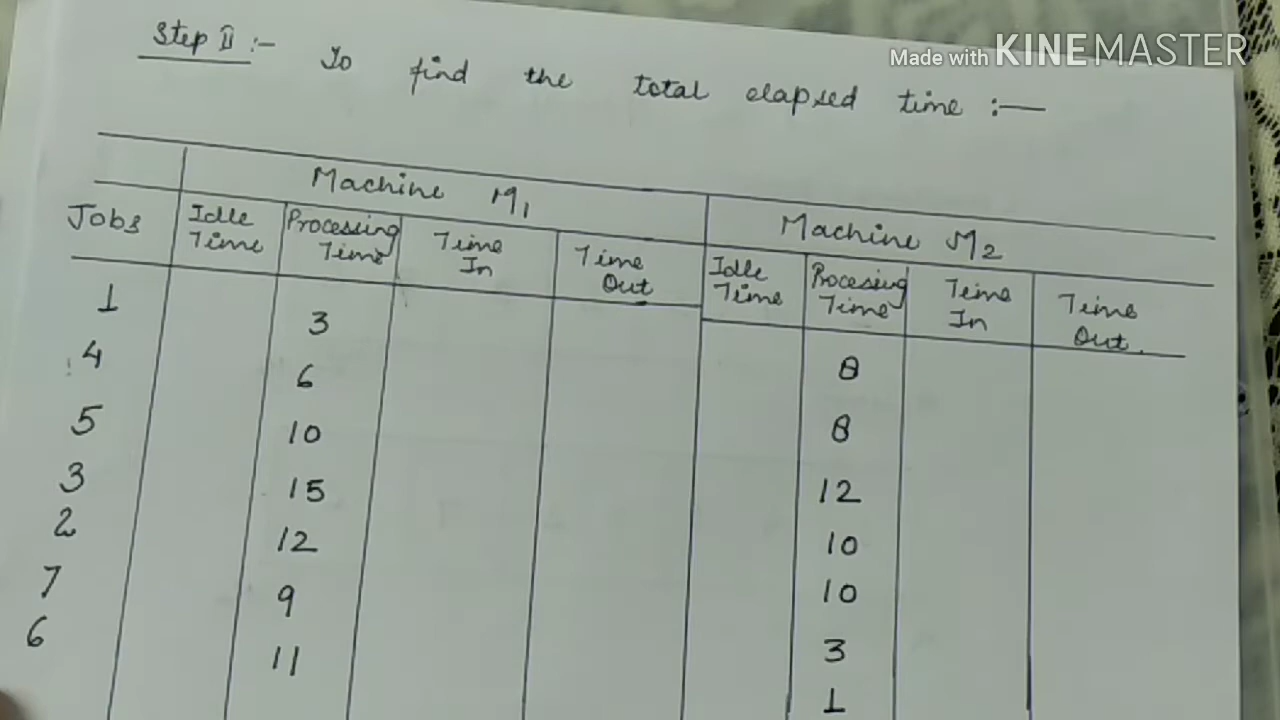 Made with KINEMASTER
Step II :- To find the total elapsed time :—
Machine M1 Machine M2
Jobs Idle Time Processing Time Time In Time Out Idle Time Processing Time Time In Time Out.
1 3 8
4 6 8
5 10 12
3 15 10
2 12 10
7 9 3
6 11 1